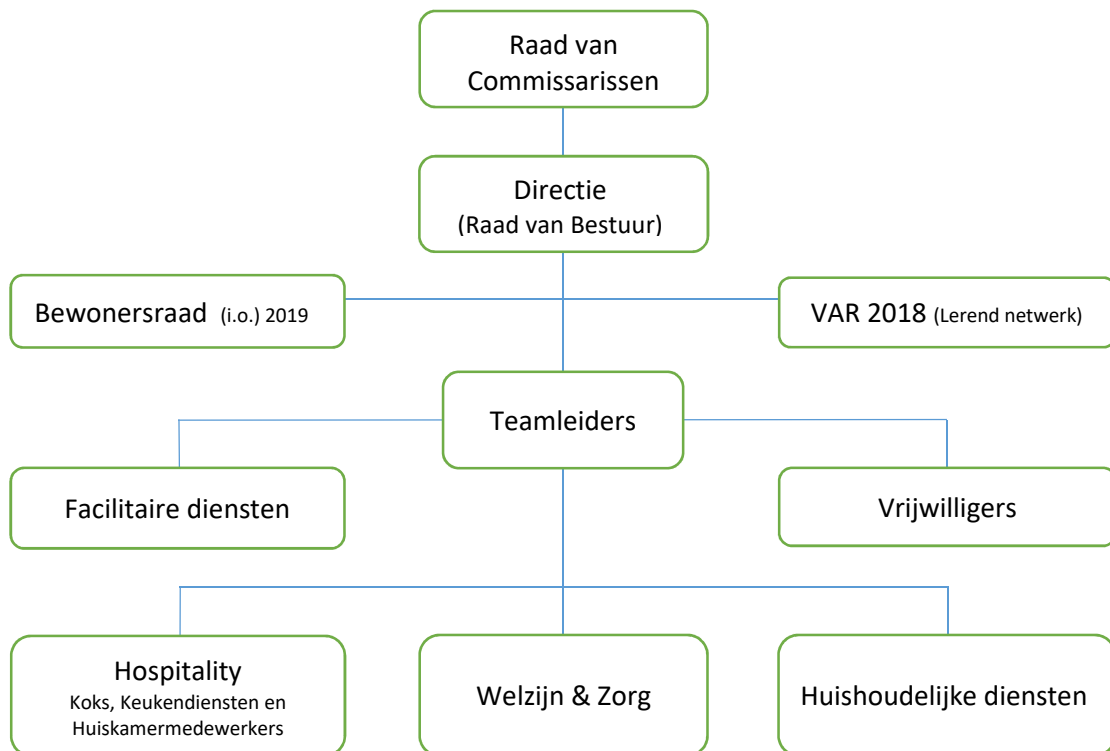 Raad van
Commissarissen
Directie
(Raad van Bestuur)
Bewonersraad (i.o.) 2019
VAR 2018 (Lerend netwerk)
Teamleiders
Facilitaire diensten
Vrijwilligers
Hospitality
Koks, Keukendiensten en
Huiskamermedewerkers
Welzijn & Zorg
Huishoudelijke diensten